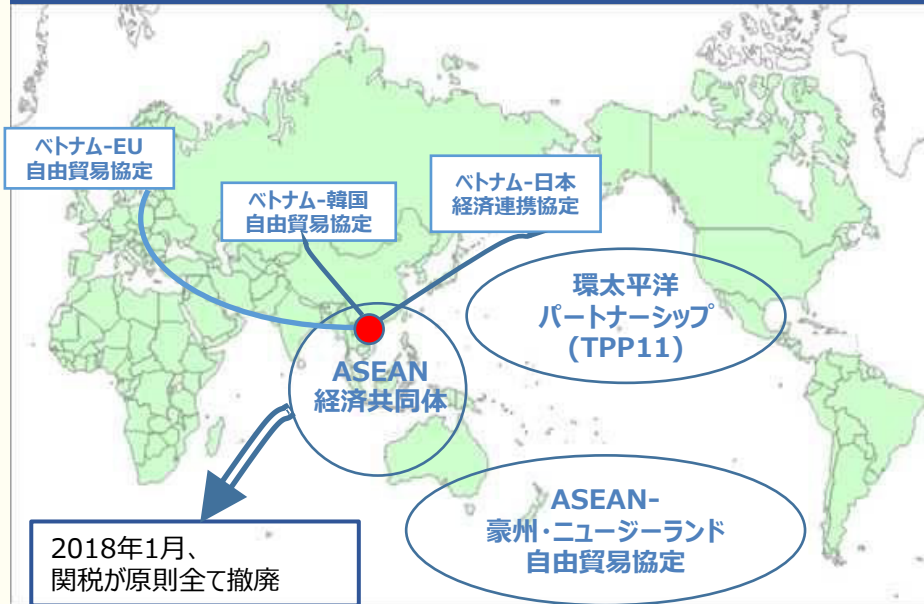 ベトナム-EU
自由貿易協定
ベトナム-韓国
自由貿易協定
ベトナム-日本
経済連携協定
環太平洋
パートナーシップ
(TPP11)
ASEAN
経済共同体
ASEAN-
豪州・ニュージーランド
自由貿易協定
2018年1月、
関税が原則全て撤廃